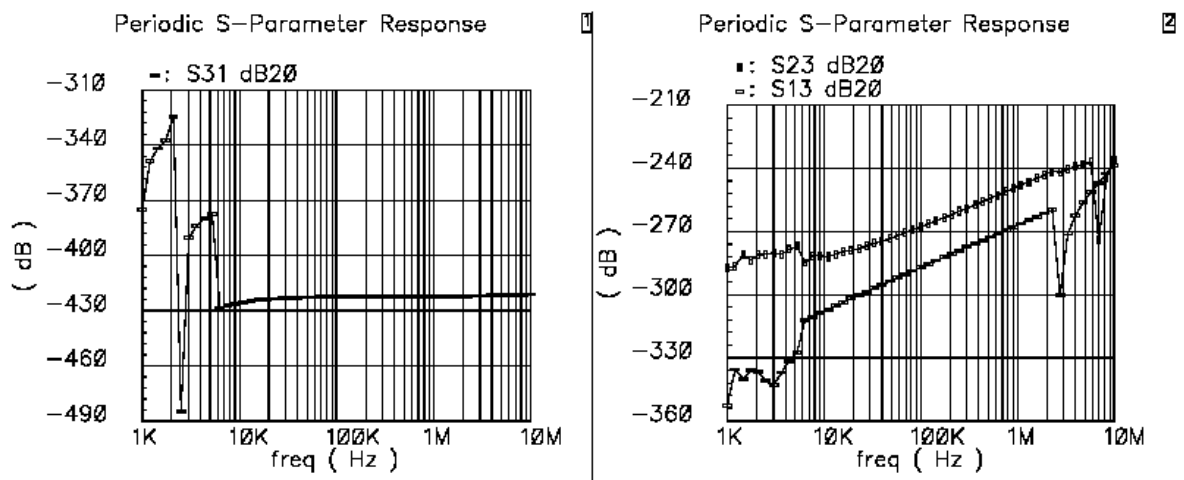 Periodic S-Parameter Response
1
-: S31 dB20
-310
-340
-370
-400
-430
-460
-490
( dB )
1K
10K
100K
1M
10M
freq ( Hz )
Periodic S-Parameter Response
2
: S23 dB20
: S13 dB20
-210
-240
-270
-300
-330
-360
( dB )
1K
10K
100K
1M
10M
freq ( Hz )